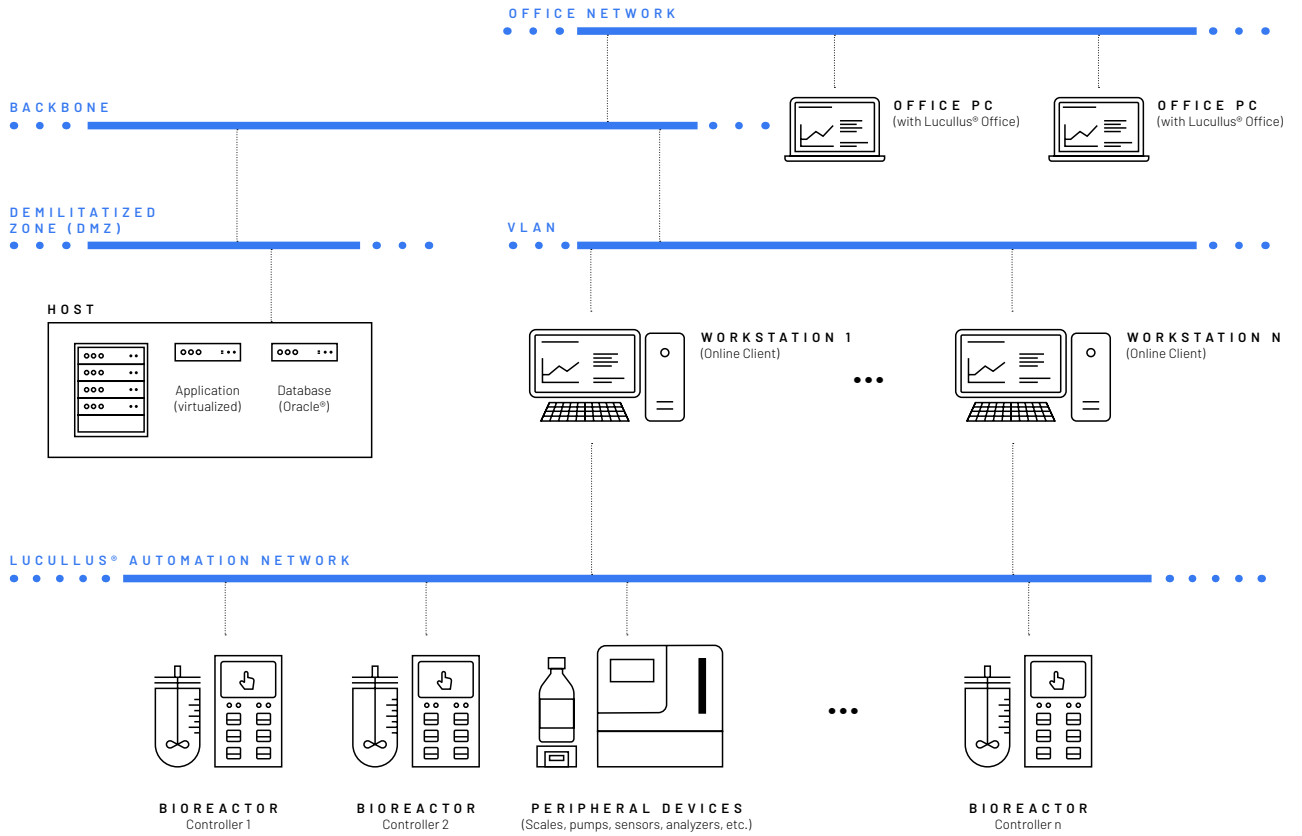 OFFICE NETWORK
BACKBONE
OFFICE PC
(with Lucullus® Office)
OFFICE PC
(with Lucullus® Office)
DEMILITATIZED
ZONE (DMZ)
VLAN
HOST
Application
(virtualized)
Database
(Oracle®)
WORKSTATION 1
(Online Client)
WORKSTATION N
(Online Client)
LUCULLUS® AUTOMATION NETWORK
BIOREACTOR
Controller 1
BIOREACTOR
Controller 2
PERIPHERAL DEVICES
(Scales, pumps, sensors, analyzers, etc.)
BIOREACTOR
Controller n